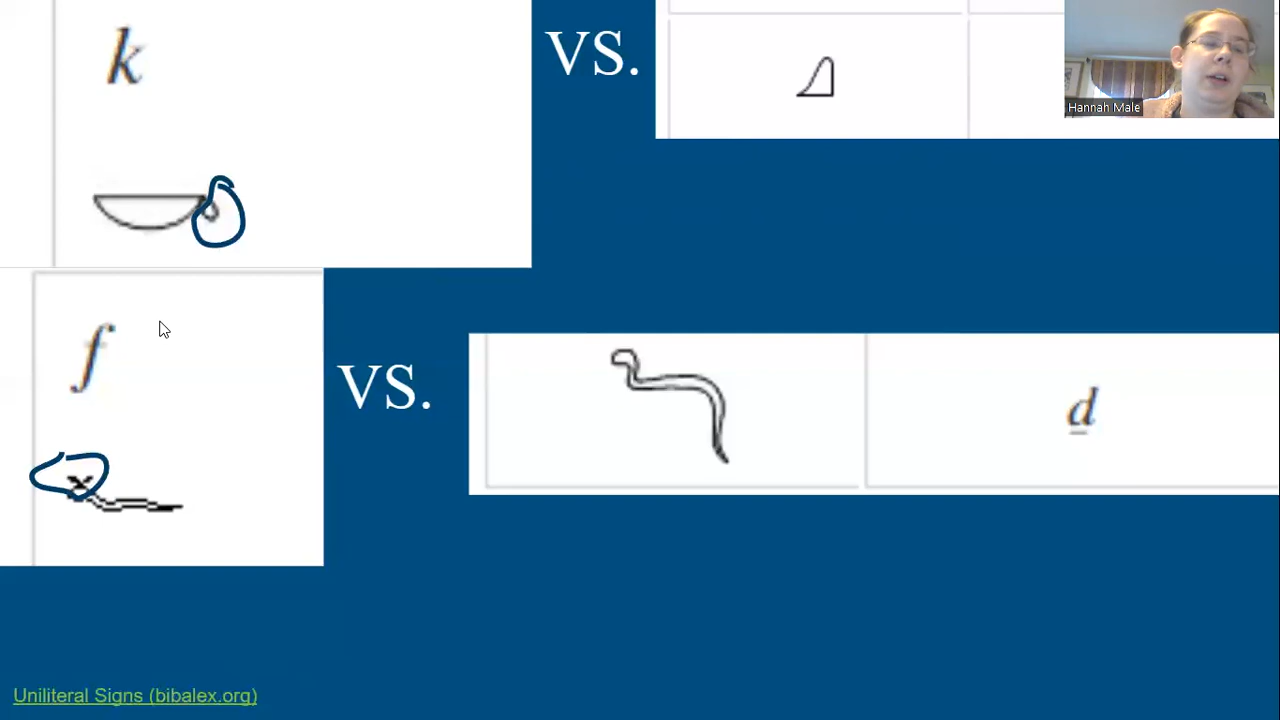 k
VS.
Hannah Male
f
VS.
ḏ
Uniliteral Signs (bibalex.org)